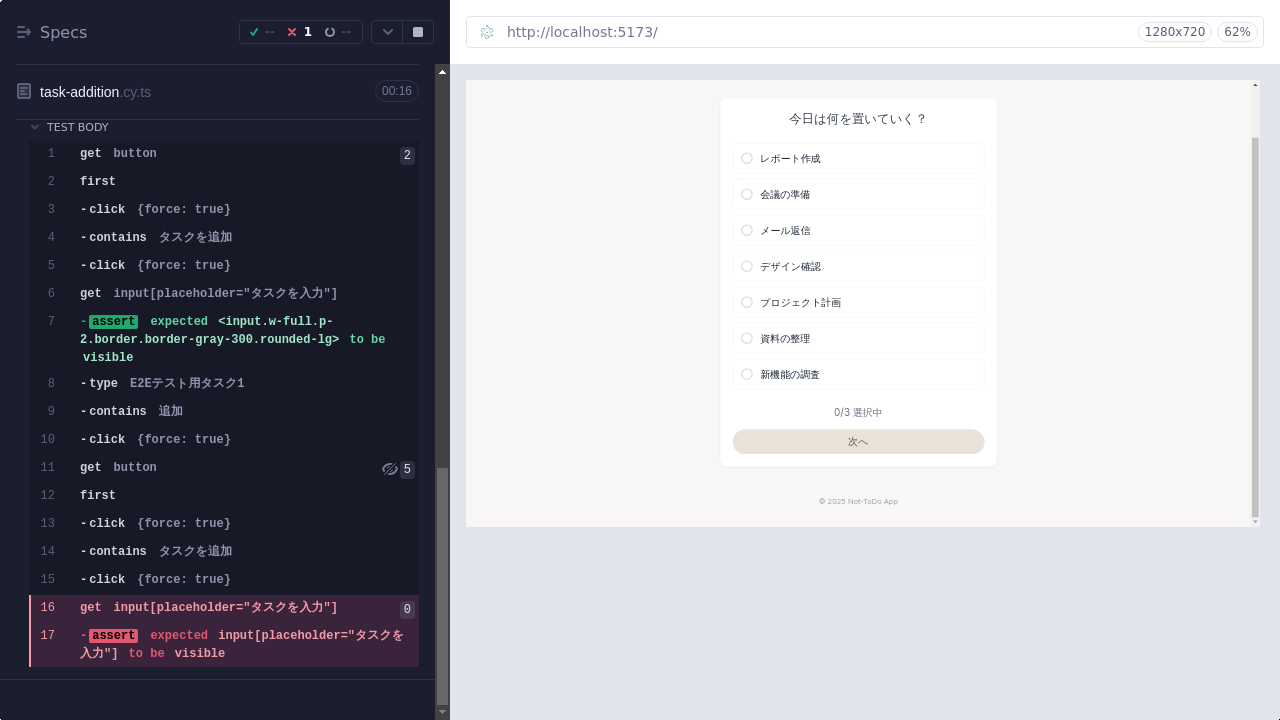 Specs
-- 1 --
task-addition.cy.ts 00:16
TEST BODY
1 get button 2
2 first
3 -click {force: true}
4 -contains タスクを追加
5 -click {force: true}
6 get input[placeholder="タスクを入力"]
7 -assert expected <input.w-full.p-
2.border.border-gray-300.rounded-lg> to be
visible
8 -type E2Eテスト用タスク1
9 -contains 追加
10 -click {force: true}
11 get button 5
12 first
13 -click {force: true}
14 -contains タスクを追加
15 -click {force: true}
16 get input[placeholder="タスクを入力"] 0
17 -assert expected input[placeholder="タスクを
入力"] to be visible
http://localhost:5173/
1280x720 62%
今日は何を置いていく？
レポート作成
会議の準備
メール返信
デザイン確認
プロジェクト計画
資料の整理
新機能の調査
0/3 選択中
次へ
© 2025 Not-ToDo App